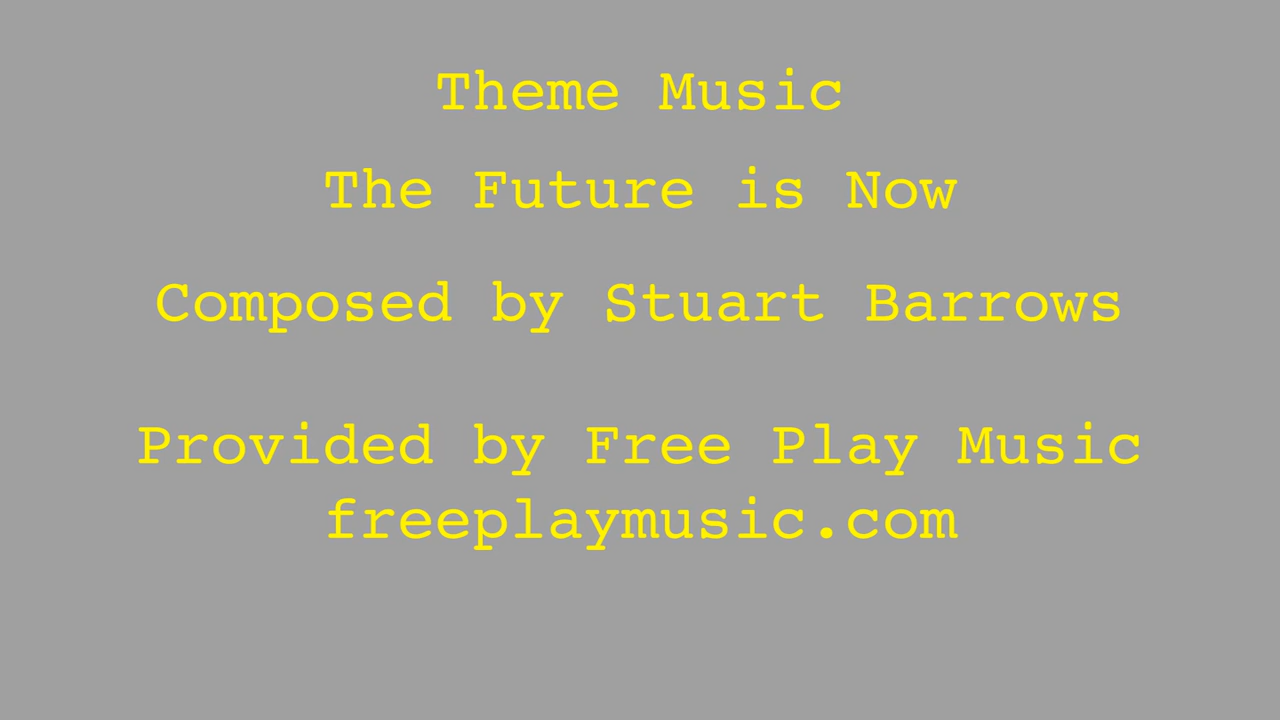 Theme Music
The Future is Now
Composed by Stuart Barrows
Provided by Free Play Music
freeplaymusic.com